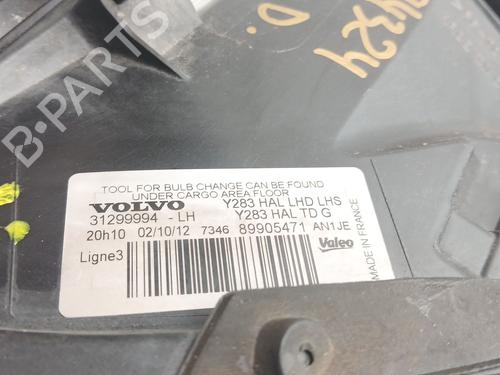 24324
D.
TOOL FOR BULB CHANGE CAN BE FOUND
UNDER CARGO AREA FLOOR
VOLVO Y283 HAL LHD LHS
31299994 - LH Y283 HAL TD G
20h10 02/10/12 7346 89905471 AN1JE
Ligne3
Valeo
MADE IN FRANCE
B-PARTS